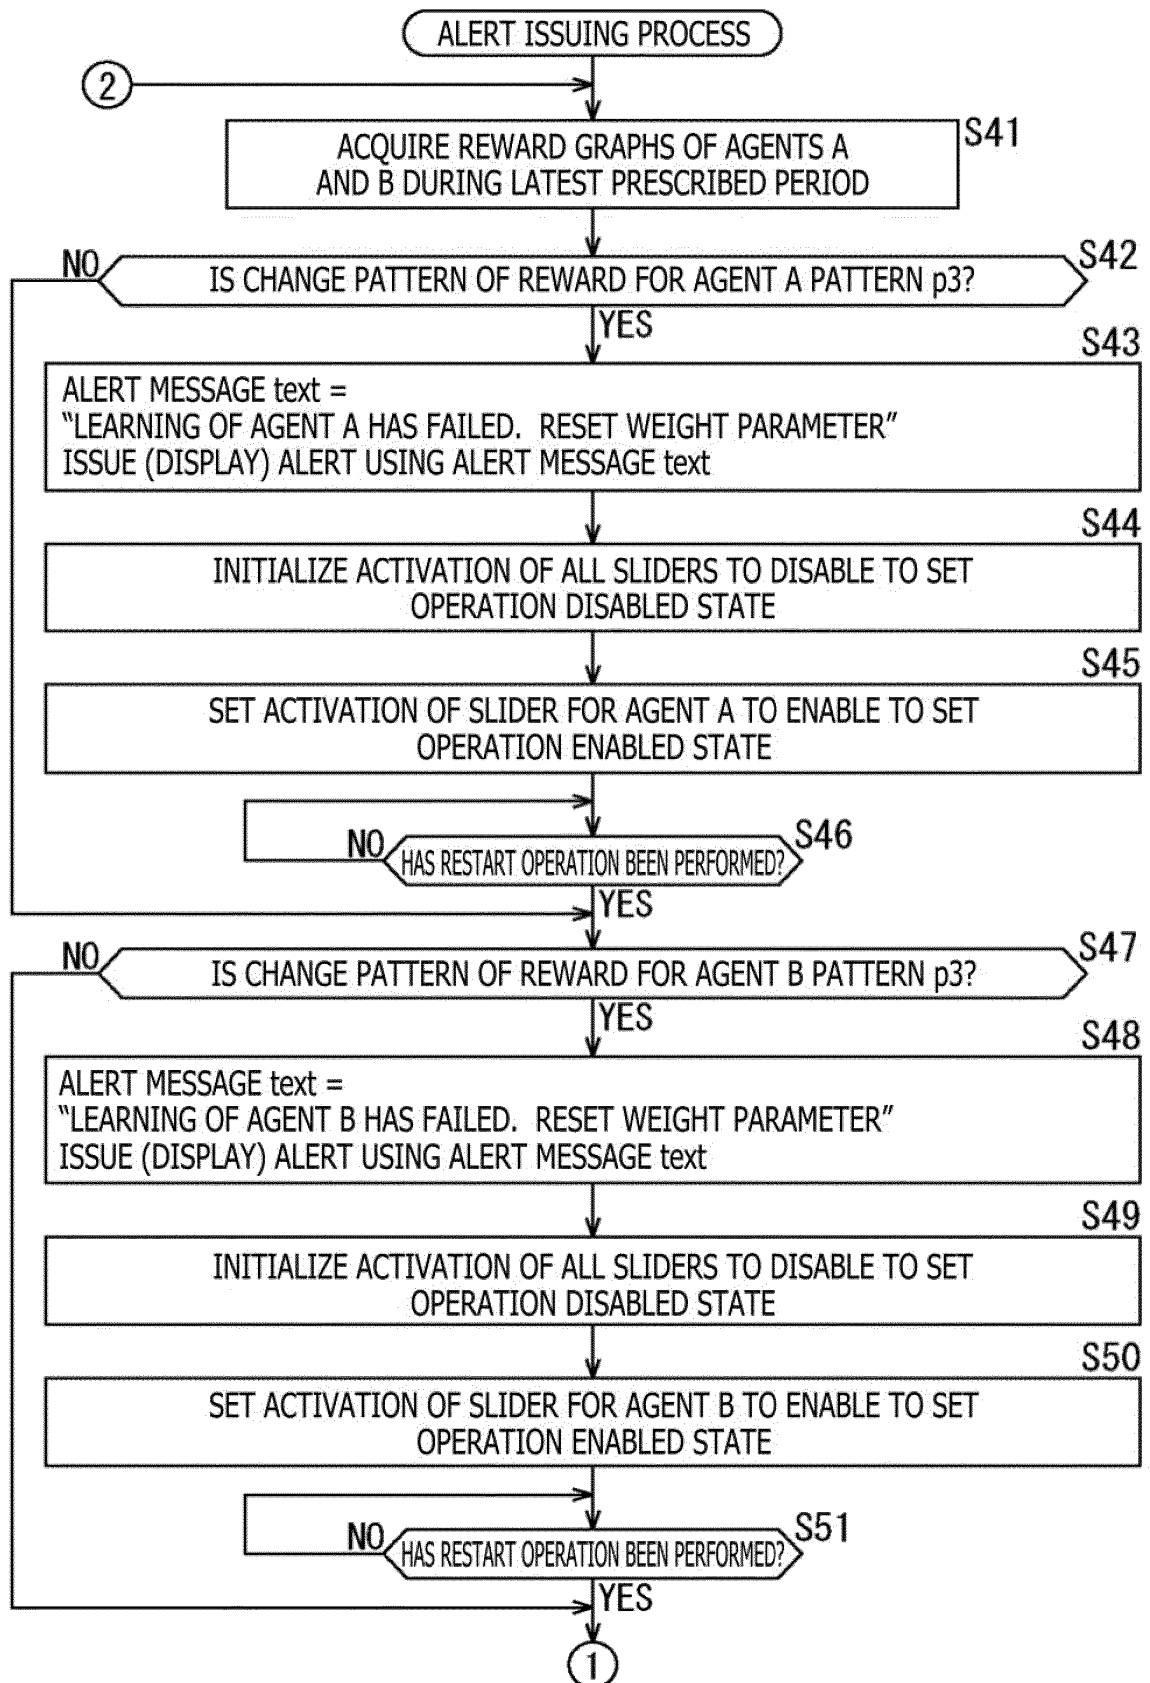 ALERT ISSUING PROCESS
2
S41
ACQUIRE REWARD GRAPHS OF AGENTS A
AND B DURING LATEST PRESCRIBED PERIOD
S42
NO
IS CHANGE PATTERN OF REWARD FOR AGENT A PATTERN p3?
YES
S43
ALERT MESSAGE text =
“LEARNING OF AGENT A HAS FAILED. RESET WEIGHT PARAMETER”
ISSUE (DISPLAY) ALERT USING ALERT MESSAGE text
S44
INITIALIZE ACTIVATION OF ALL SLIDERS TO DISABLE TO SET
OPERATION DISABLED STATE
S45
SET ACTIVATION OF SLIDER FOR AGENT A TO ENABLE TO SET
OPERATION ENABLED STATE
S46
NO
HAS RESTART OPERATION BEEN PERFORMED?
YES
S47
NO
IS CHANGE PATTERN OF REWARD FOR AGENT B PATTERN p3?
YES
S48
ALERT MESSAGE text =
“LEARNING OF AGENT B HAS FAILED. RESET WEIGHT PARAMETER”
ISSUE (DISPLAY) ALERT USING ALERT MESSAGE text
S49
INITIALIZE ACTIVATION OF ALL SLIDERS TO DISABLE TO SET
OPERATION DISABLED STATE
S50
SET ACTIVATION OF SLIDER FOR AGENT B TO ENABLE TO SET
OPERATION ENABLED STATE
S51
NO
HAS RESTART OPERATION BEEN PERFORMED?
YES
1